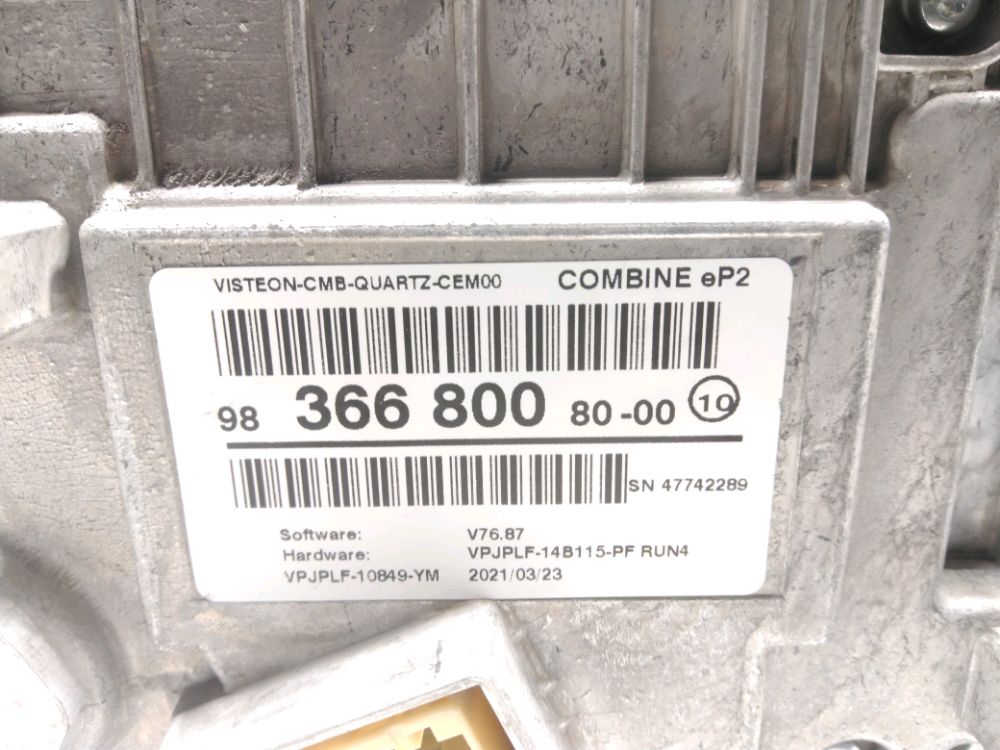 VISTEON-CMB-QUARTZ-CEM00 COMBINE eP2
98 366 800 80-00 10
SN 47742289
Software: V76.87
Hardware: VPJPLF-14B115-PF RUN4
VPJPLF-10849-YM 2021/03/23